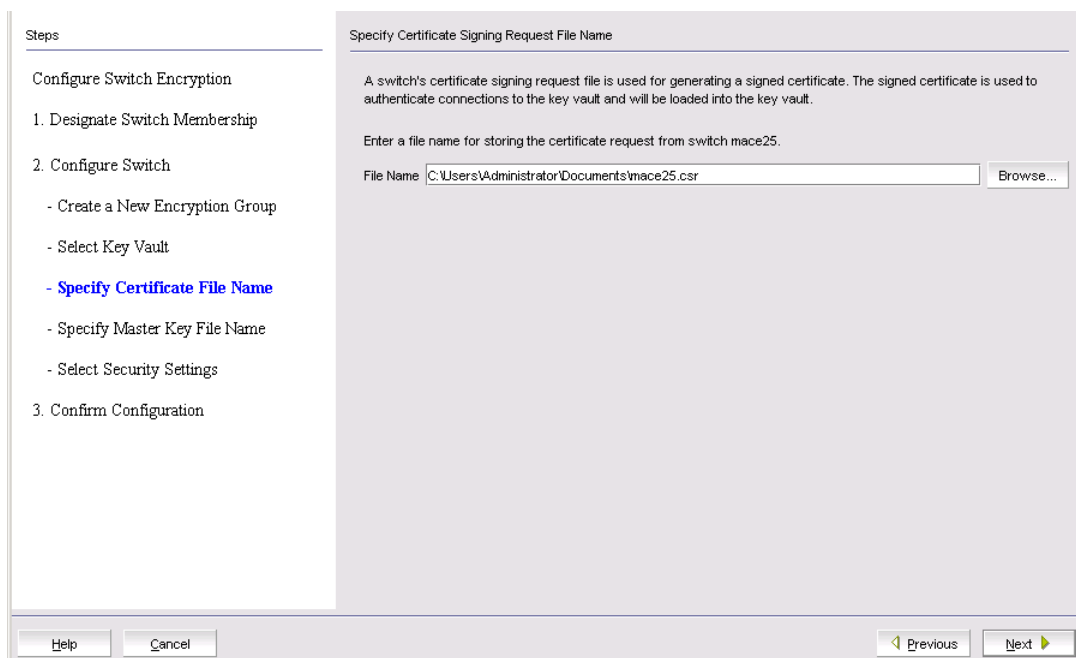 Steps
Configure Switch Encryption
1. Designate Switch Membership
2. Configure Switch
- Create a New Encryption Group
- Select Key Vault
- Specify Certificate File Name
- Specify Master Key File Name
- Select Security Settings
3. Confirm Configuration
Specify Certificate Signing Request File Name
A switch's certificate signing request file is used for generating a signed certificate. The signed certificate is used to
authenticate connections to the key vault and will be loaded into the key vault.
Enter a file name for storing the certificate request from switch mace25.
File Name C:\Users\Administrator\Documents\mace25.csr Browse...
Help Cancel Previous Next